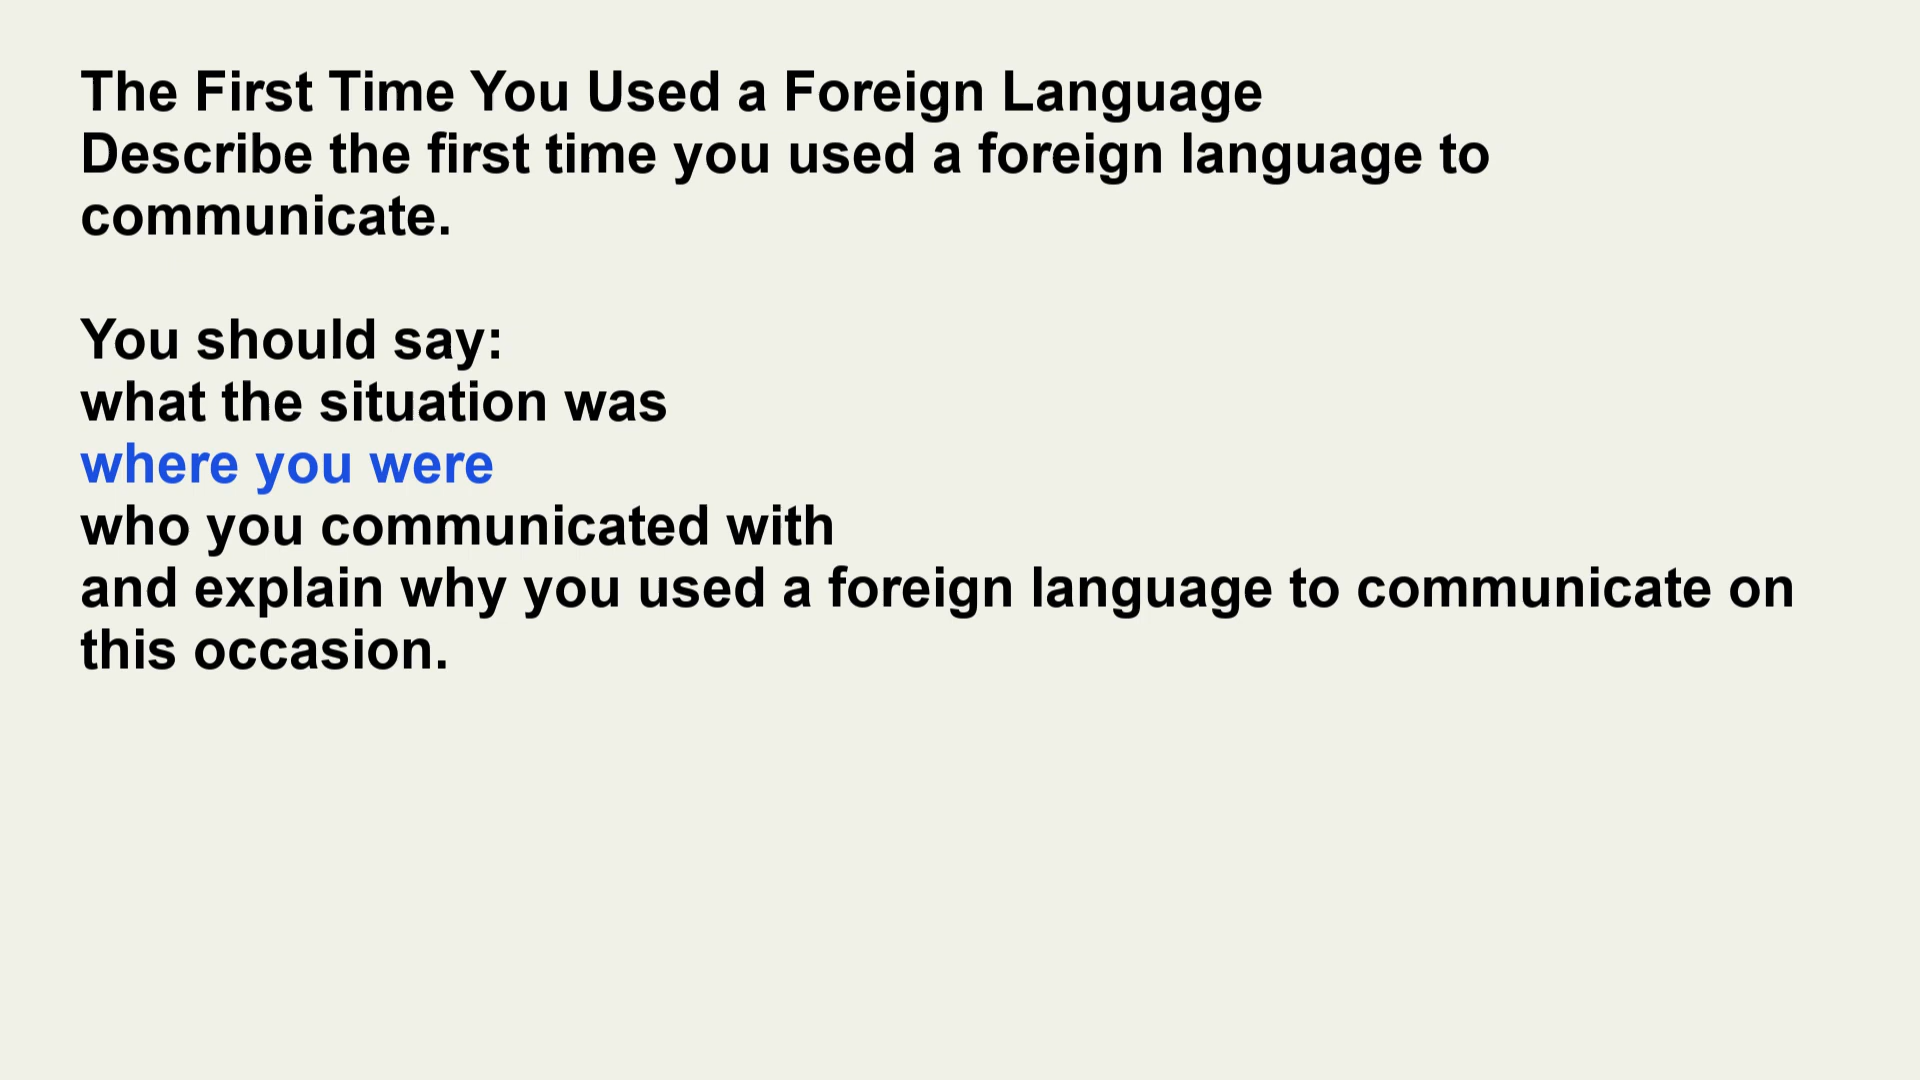 The First Time You Used a Foreign Language
Describe the first time you used a foreign language to
communicate.
You should say:
what the situation was
where you were
who you communicated with
and explain why you used a foreign language to communicate on
this occasion.